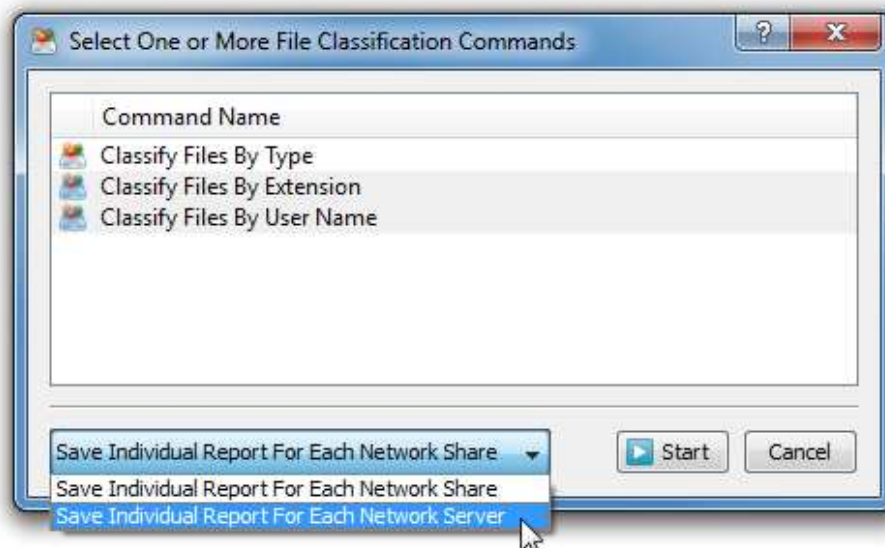 Select One or More File Classification Commands
?
Command Name
Classify Files By Type
Classify Files By Extension
Classify Files By User Name
Save Individual Report For Each Network Share
Start
Cancel
Save Individual Report For Each Network Share
Save Individual Report For Each Network Server